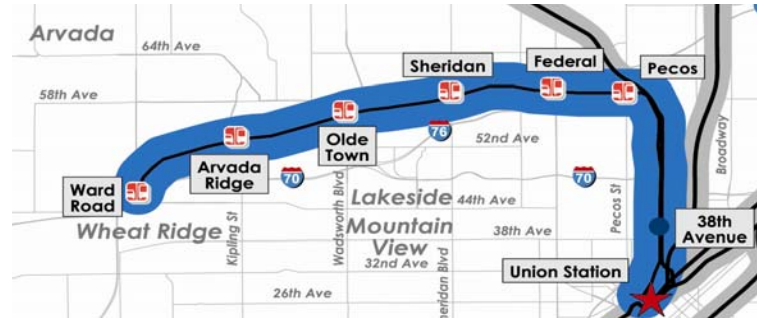 Arvada
64th Ave
Sheridan
Federal
Pecos
58th Ave
Olde
Town
76
52nd Ave
Arvada
Ridge
70
70
Ward
Road
Lakeside
44th Ave
Wheat Ridge
Kipling St
Wadsworth Blvd
Mountain
View
38th Ave
Pecos St
Broadway
38th
Avenue
32nd Ave
Union Station
heridan Blvd
26th Ave